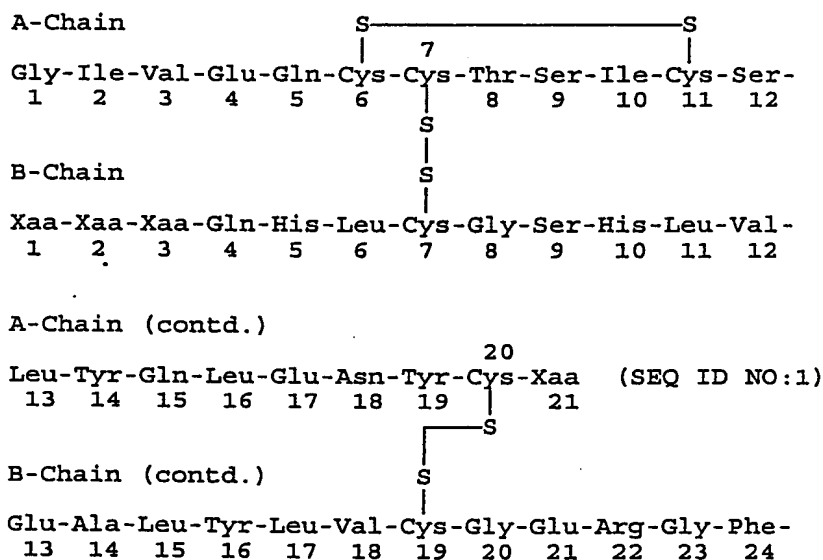 A-Chain
S S
7
Gly-Ile-Val-Glu-Gln-Cys-Cys-Thr-Ser-Ile-Cys-Ser-
1 2 3 4 5 6 8 9 10 11 12
S
S
B-Chain
Xaa-Xaa-Xaa-Gln-His-Leu-Cys-Gly-Ser-His-Leu-Val-
1 2 3 4 5 6 7 8 9 10 11 12
A-Chain (contd.)
20
Leu-Tyr-Gln-Leu-Glu-Asn-Tyr-Cys-Xaa (SEQ ID NO:1)
13 14 15 16 17 18 19 21
S
S
B-Chain (contd.)
Glu-Ala-Leu-Tyr-Leu-Val-Cys-Gly-Glu-Arg-Gly-Phe-
13 14 15 16 17 18 19 20 21 22 23 24